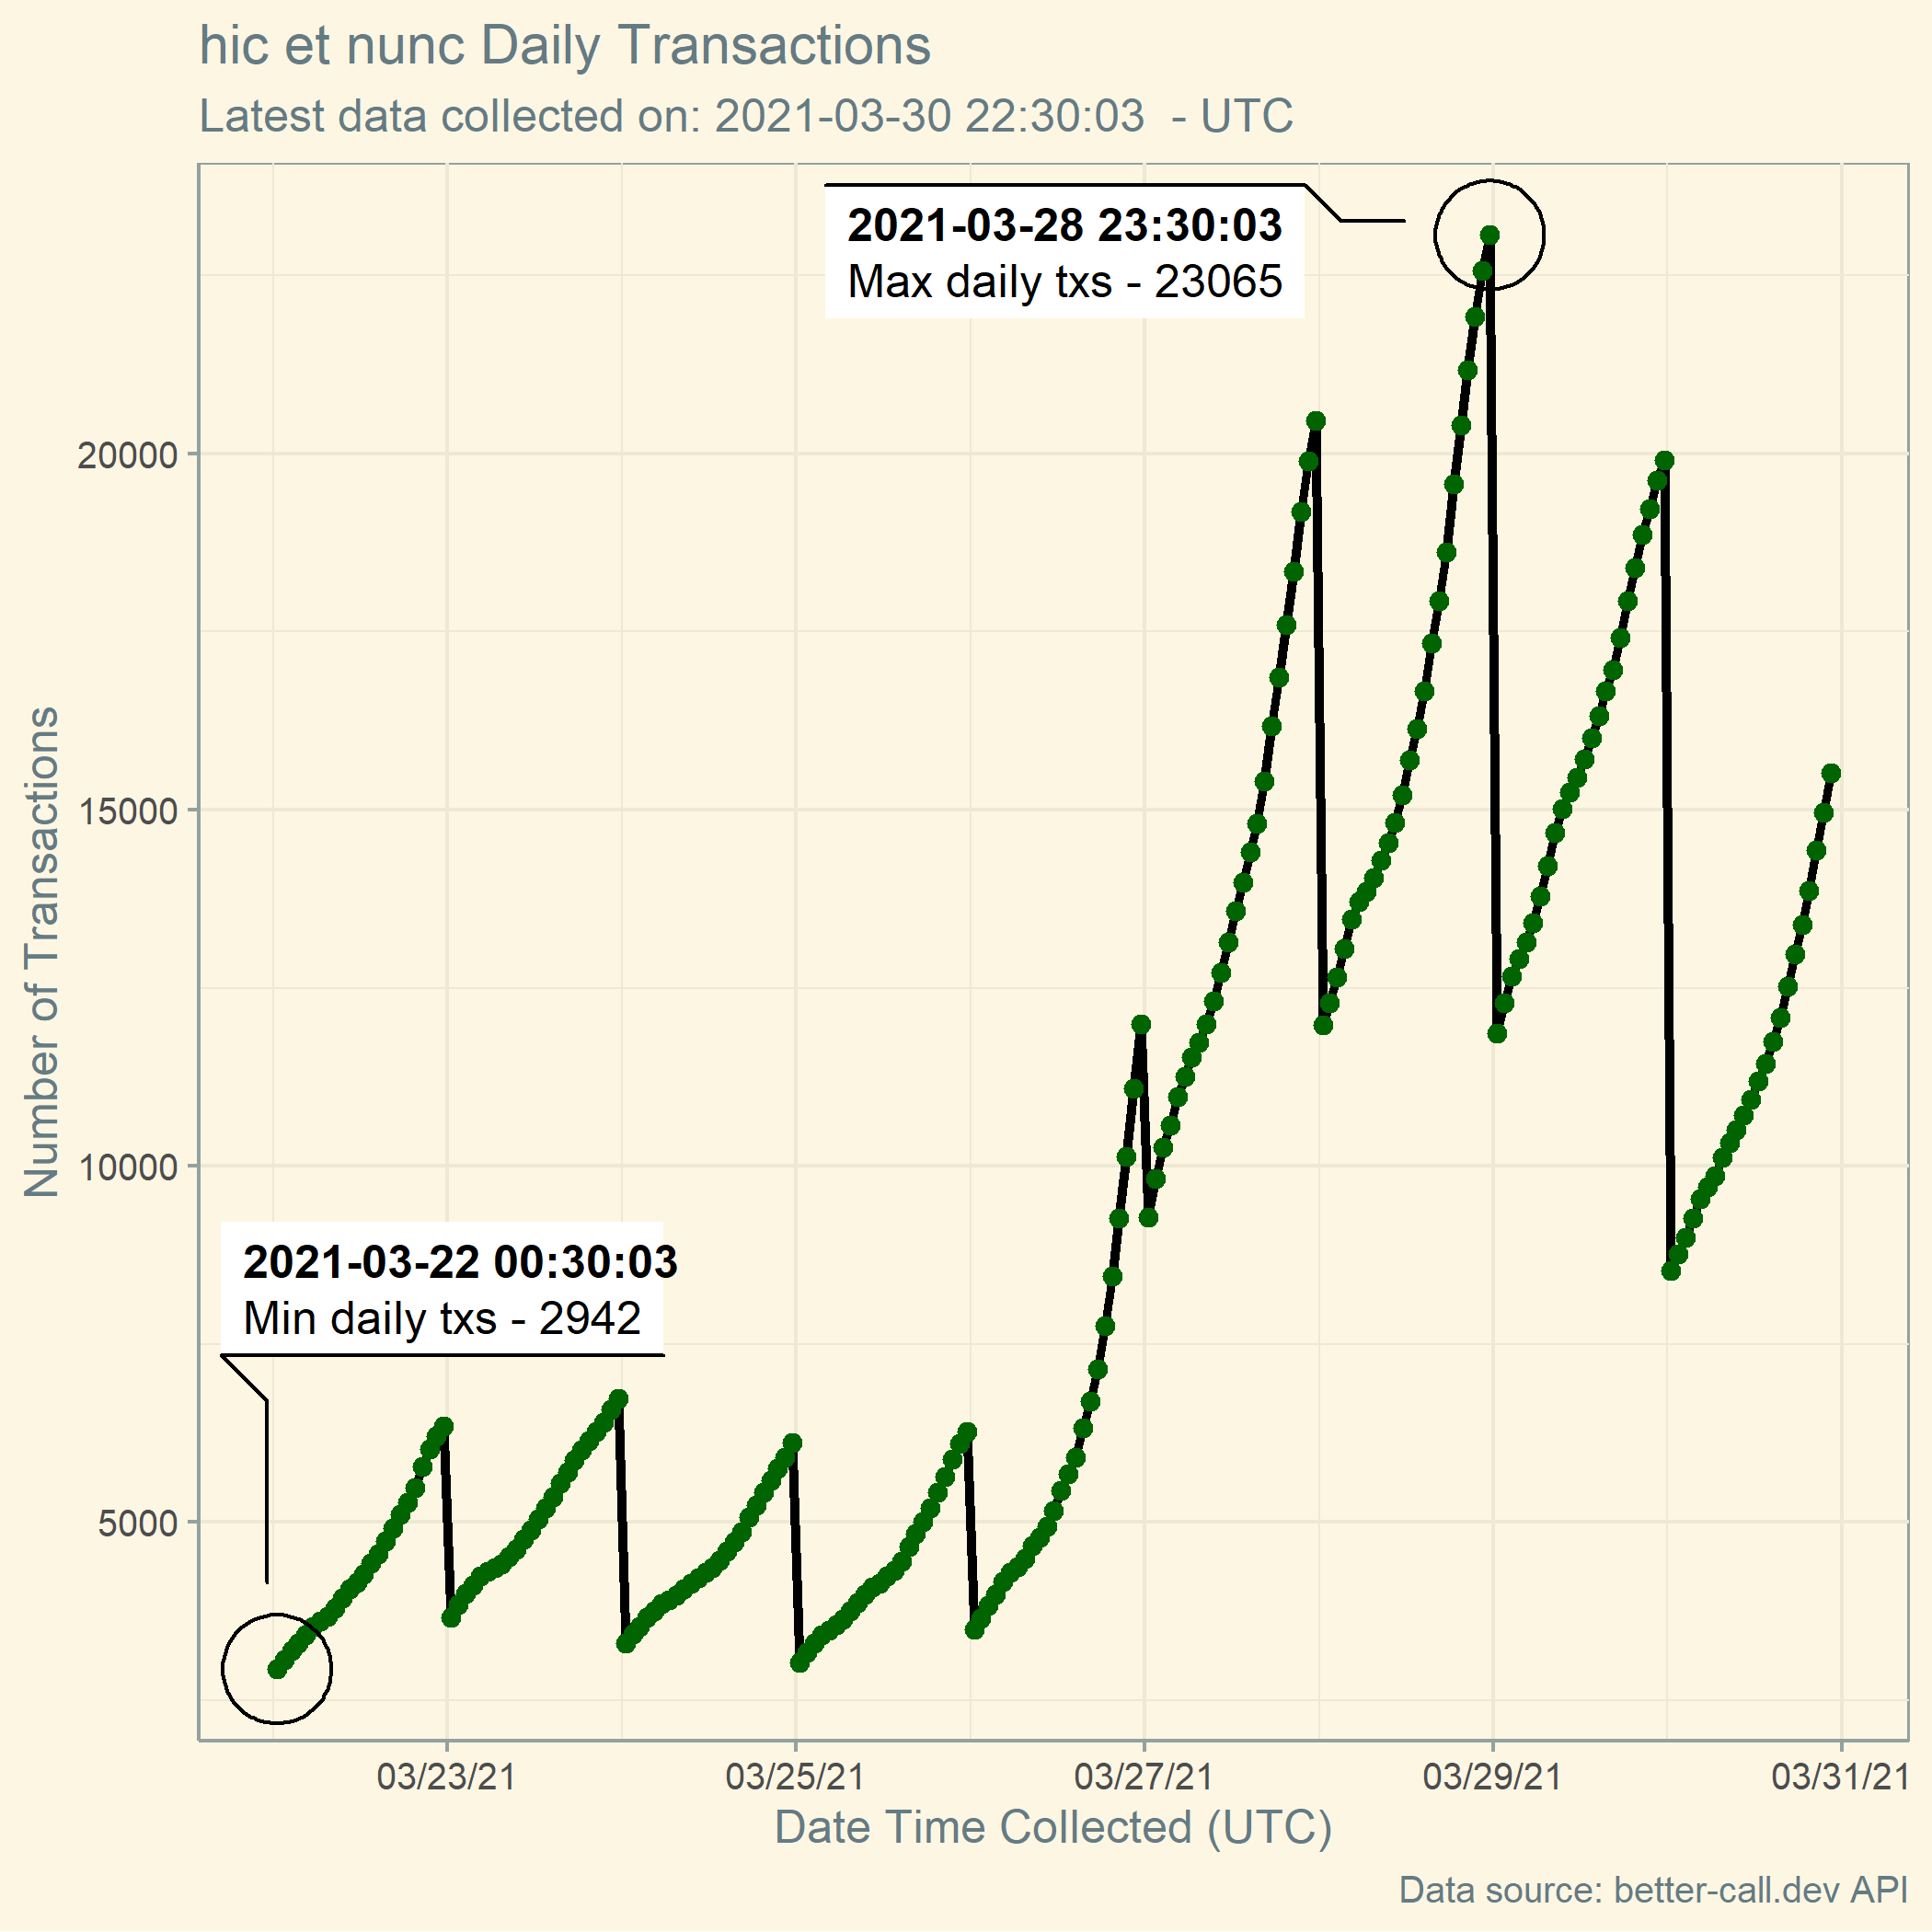 hic et nunc Daily Transactions
Latest data collected on: 2021-03-30 22:30:03  - UTC
2021-03-28 23:30:03
Max daily txs - 23065
20000
15000
10000
5000
Number of Transactions
2021-03-22 00:30:03
Min daily txs - 2942
03/23/21
03/25/21
03/27/21
03/29/21
03/31/21
Date Time Collected (UTC)
Data source: better-call.dev API